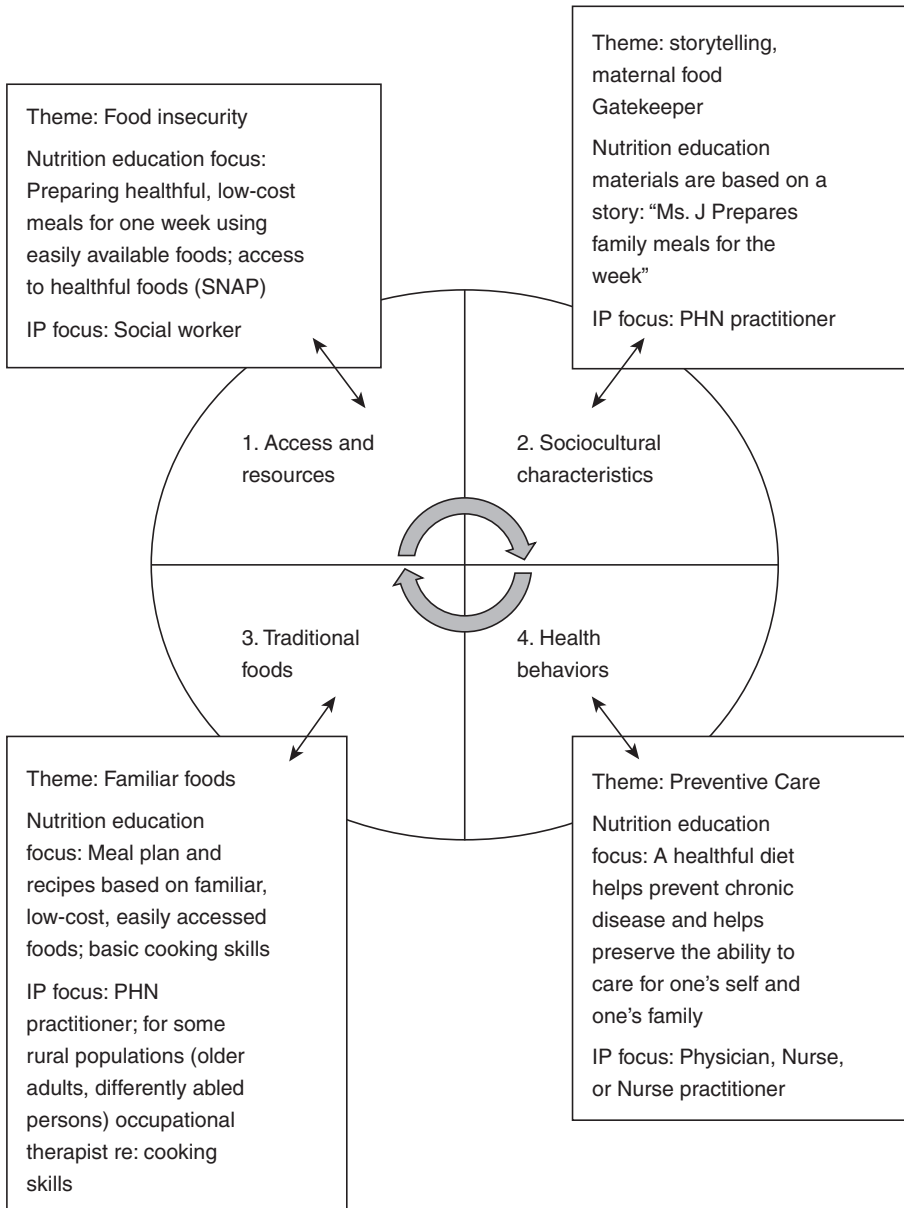 Theme: Food insecurity
Nutrition education focus:
Preparing healthful, low-cost
meals for one week using
easily available foods; access
to healthful foods (SNAP)
IP focus: Social worker
Theme: storytelling,
maternal food
Gatekeeper
Nutrition education
materials are based on a
story: “Ms. J Prepares
family meals for the
week”
IP focus: PHN practitioner
1. Access and
resources
2. Sociocultural
characteristics
3. Traditional
foods
4. Health
behaviors
Theme: Familiar foods
Nutrition education
focus: Meal plan and
recipes based on familiar,
low-cost, easily accessed
foods; basic cooking skills
IP focus: PHN
practitioner; for some
rural populations (older
adults, differently abled
persons) occupational
therapist re: cooking
skills
Theme: Preventive Care
Nutrition education
focus: A healthful diet
helps prevent chronic
disease and helps
preserve the ability to
care for one’s self and
one’s family
IP focus: Physician, Nurse,
or Nurse practitioner